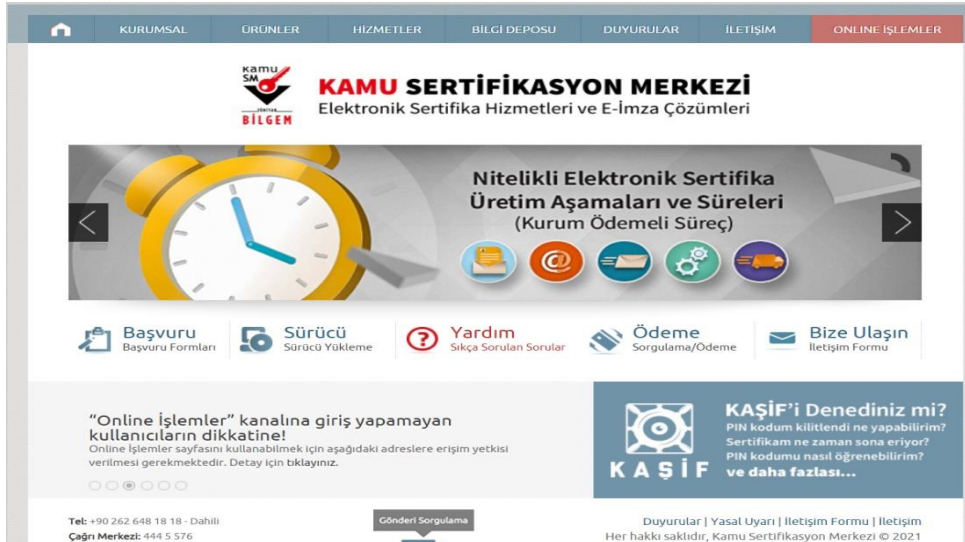 KURUMSAL ÜRÜNLER HİZMETLER BİLGİ DEPOSU DUYURULAR İLETİŞİM ONLINE İŞLEMLER
kamu
SM
BİLGEM
KAMU SERTİFİKASYON MERKEZİ
Elektronik Sertifika Hizmetleri ve E-İmza Çözümleri
Nitelikli Elektronik Sertifika
Üretim Aşamaları ve Süreleri
(Kurum Ödemeli Süreç)
Başvuru
Başvuru Formları
Sürücü
Sürücü Yükleme
Yardım
Sıkça Sorulan Sorular
Ödeme
Sorgulama/Ödeme
Bize Ulaşın
İletişim Formu
“Online İşlemler” kanalına giriş yapamayan
kullanıcıların dikkatine!
Online İşlemler sayfasını kullanabilmek için aşağıdaki adreslere erişim yetkisi
verilmesi gerekmektedir. Detay için tıklayınız.
KAŞİF
KAŞİF’i Denediniz mi?
PIN kodum kilitlendi ne yapabilirim?
Sertifikam ne zaman sona eriyor?
PIN kodumu nasıl öğrenebilirim?
ve daha fazlası...
Tel: +90 262 648 18 18 - Dahili
Çağrı Merkezi: 444 5 576
Gönderi Sorgulama
Duyurular | Yasal Uyarı | İletişim Formu | İletişim
Her hakkı saklıdır, Kamu Sertifikasyon Merkezi © 2021